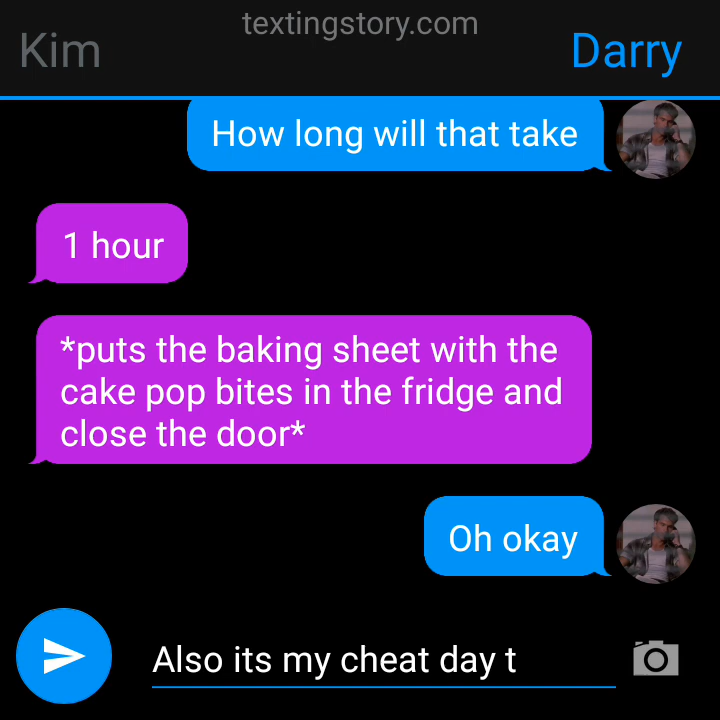 textingstory.com
Kim
Darry
How long will that take
1 hour
*puts the baking sheet with the
cake pop bites in the fridge and
close the door*
Oh okay
Also its my cheat day t